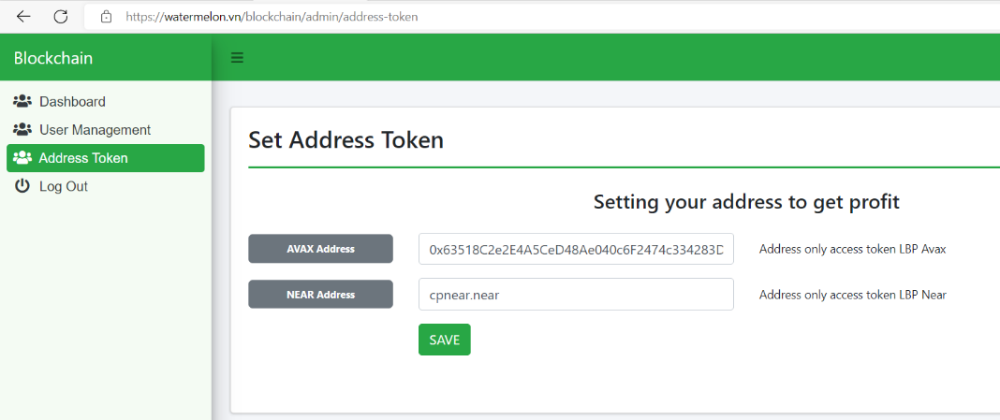 https://watermelon.vn/blockchain/admin/address-token
Blockchain
Dashboard
User Management
Address Token
Log Out
Set Address Token
Setting your address to get profit
AVAX Address
0x63518C2e2E4A5CeD48Ae040c6F2474c334283D
Address only access token LBP Avax
NEAR Address
cpnear.near
Address only access token LBP Near
SAVE